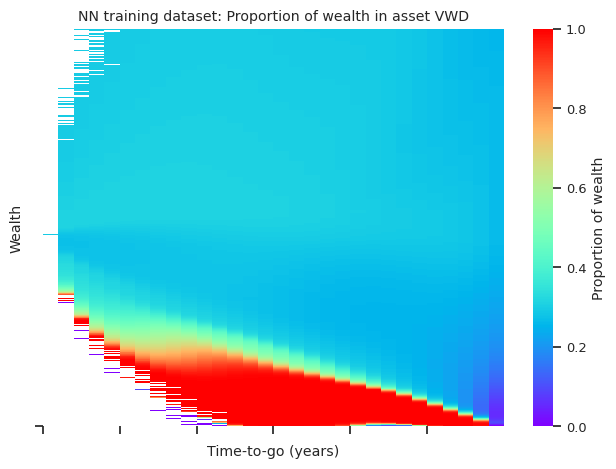 NN training dataset: Proportion of wealth in asset VWD
1.0
0.8
0.6
0.4
0.2
0.0
Proportion of wealth
Wealth
Time-to-go (years)